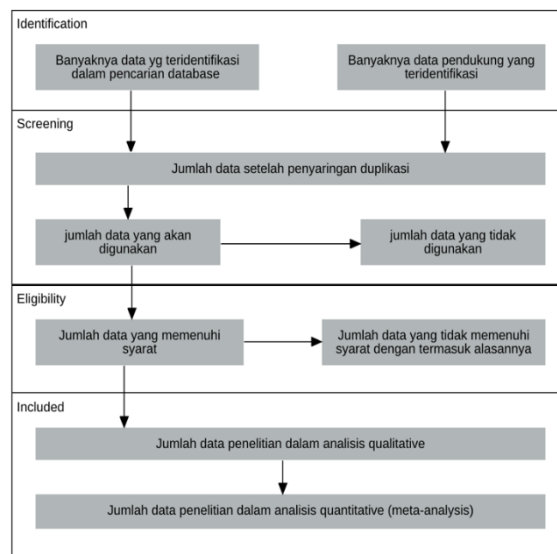 Identification
Banyaknya data yg teridentifikasi
dalam pencarian database
Banyaknya data pendukung yang
teridentifikasi
Screening
Jumlah data setelah penyaringan duplikasi
jumlah data yang akan
digunakan
jumlah data yang tidak
digunakan
Eligibility
Jumlah data yang memenuhi
syarat
Jumlah data yang tidak memenuhi
syarat dengan termasuk alasannya
Included
Jumlah data penelitian dalam analisis qualitative
Jumlah data penelitian dalam analisis quantitative (meta-analysis)